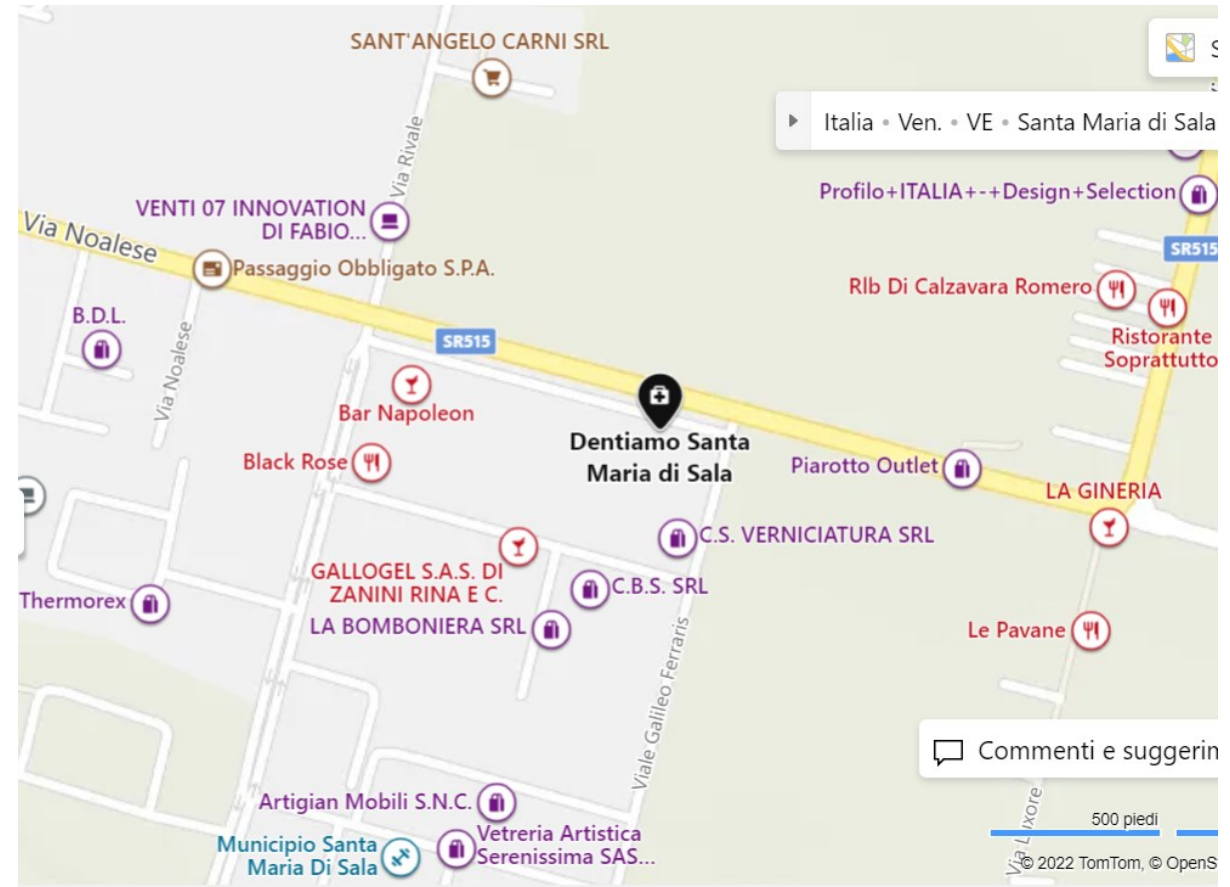 SANT'ANGELO CARNI SRL
S
Italia • Ven. • VE • Santa Maria di Sala
Via Rivale
Profilo+ITALIA+-+Design+Selection
VENTI 07 INNOVATION
DI FABIO...
Via Noalese
SR515
Passaggio Obbligato S.P.A.
Rlb Di Calzavara Romero
B.D.L.
SR515
Ristorante
Soprattutto
Via Noalese
Bar Napoleon
Dentiamo Santa
Maria di Sala
Black Rose
Piarotto Outlet
LA GINERIA
C.S. VERNICIATURA SRL
GALLOGEL S.A.S. DI
ZANINI RINA E C.
C.B.S. SRL
Thermorex
LA BOMBONIERA SRL
Le Pavane
Viale Galileo Ferraris
Commenti e suggerim
Artigian Mobili S.N.C.
Via Luxore
500 piedi
Municipio Santa
Maria Di Sala
Vetreria Artistica
Serenissima SAS...
© 2022 TomTom, © OpenS